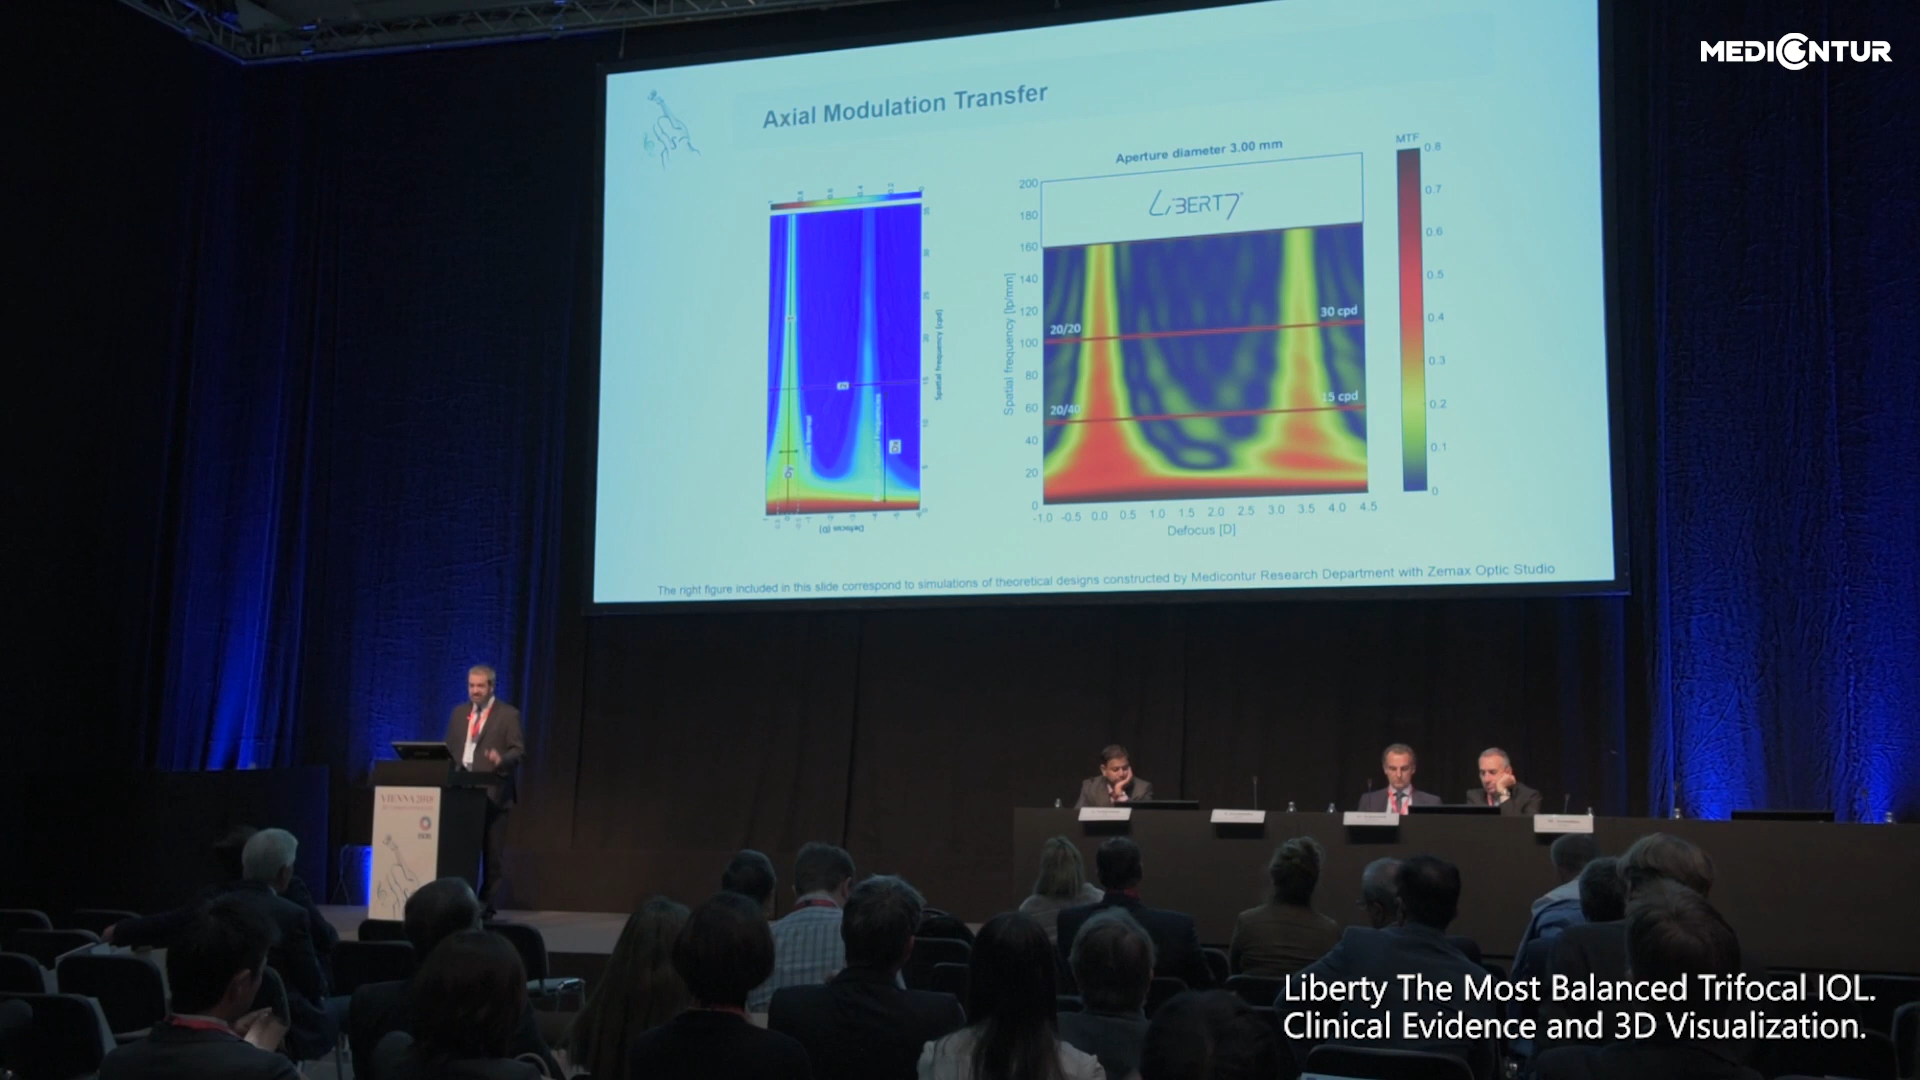 MEDICONTUR
Axial Modulation Transfer
Aperture diameter 3.00 mm
MTF
LIBERTY
0.8
0.7
0.6
0.5
0.4
0.3
0.2
0.1
0
200
180
160
140
120
100
80
60
40
20
0
Spatial frequency [lp/mm]
20/20
30 cpd
20/40
15 cpd
-1.0 -0.5 0.0 0.5 1.0 1.5 2.0 2.5 3.0 3.5 4.0 4.5
Defocus [D]
Spatial frequency (cpd)
Defocus (D)
The right figure included in this slide correspond to simulations of theoretical designs constructed by Medicontur Research Department with Zemax Optic Studio
VIENNA 2018
Liberty The Most Balanced Trifocal IOL.
Clinical Evidence and 3D Visualization.